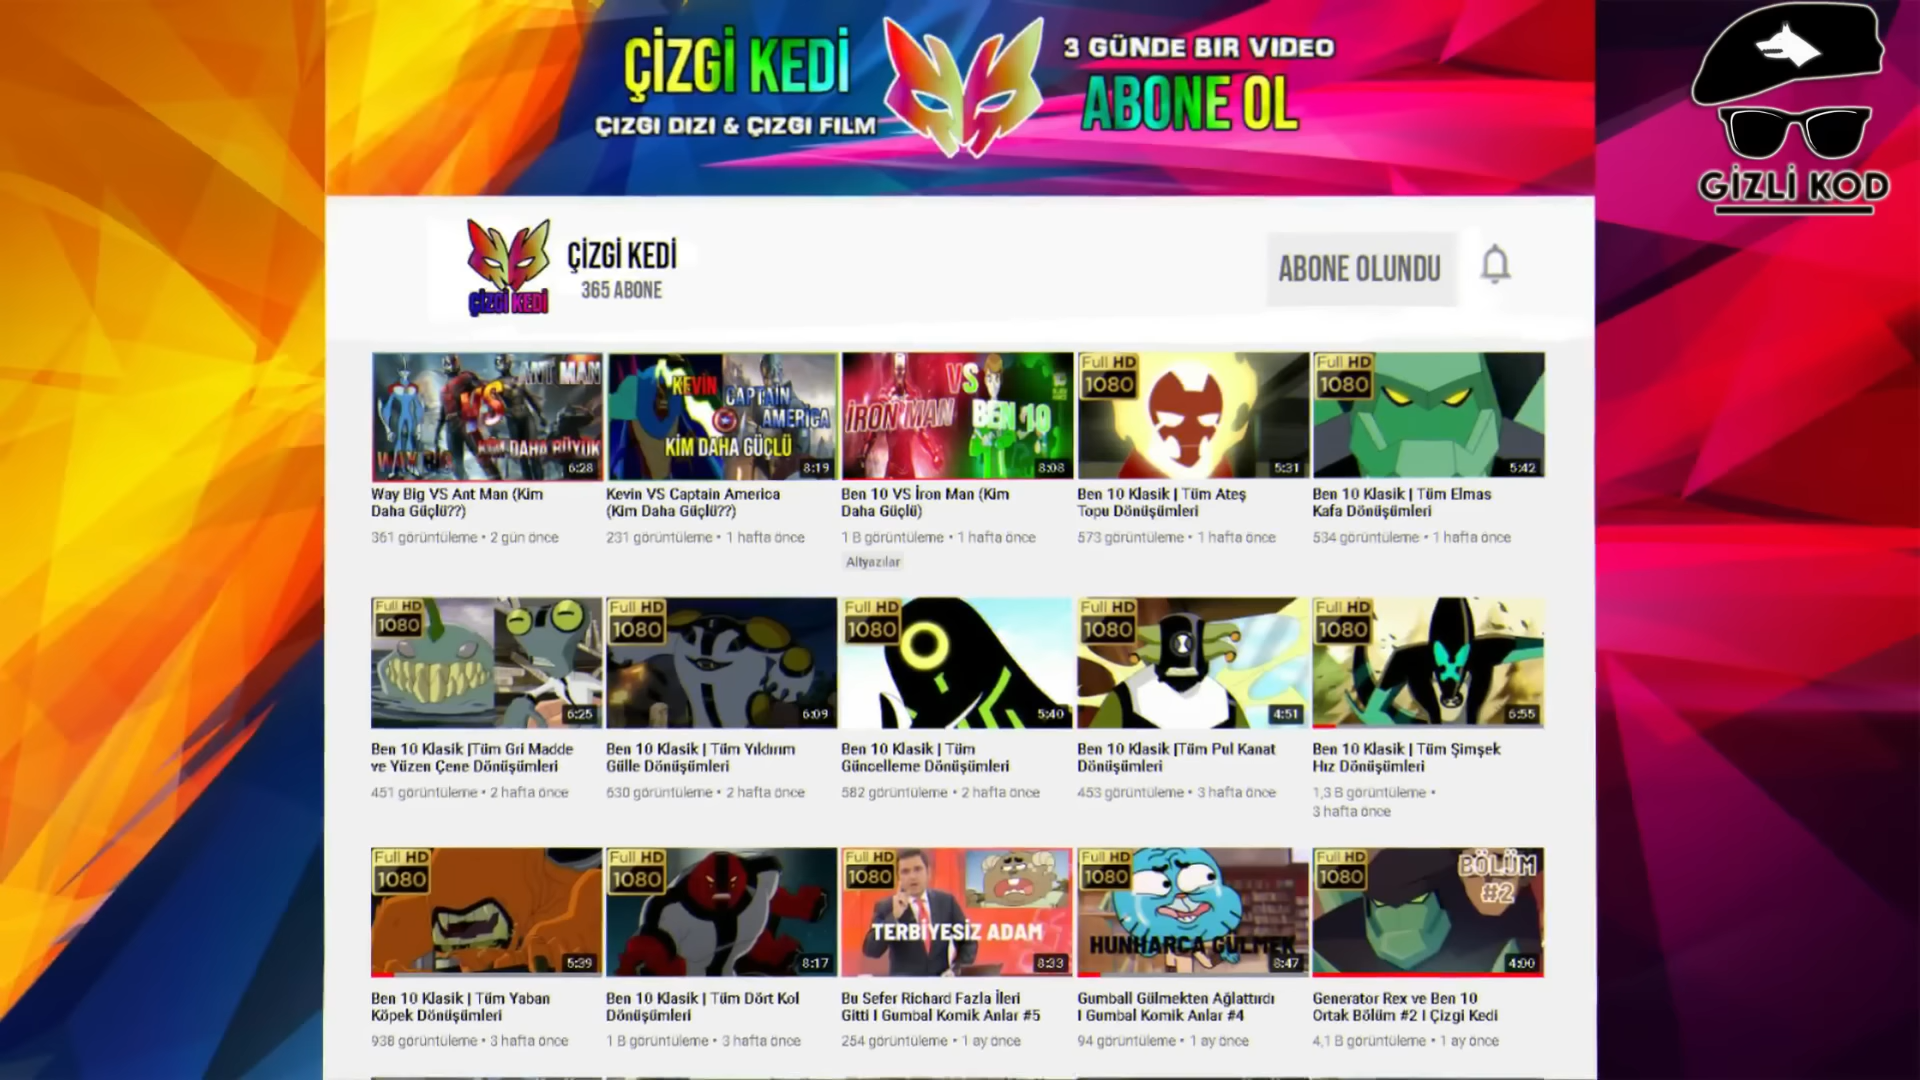 ÇİZGİ KEDİ
ÇIZGI DIZI & ÇIZGI FILM
3 GÜNDE BIR VIDEO
ABONE OL
GİZLİ KOD
ÇİZGİ KEDİ
ÇİZGİ KEDİ
365 ABONE
ABONE OLUNDU
ANT MAN
VS
WAY BIG
KIM DAHA BÜYÜK
6:28
KEVİN
CAPTAIN
AMERİCA
KİM DAHA GÜÇLÜ
8:19
VS
İRON MAN
BEN 10
8:08
Full HD
1080
5:31
Full HD
1080
5:42
Way Big VS Ant Man (Kim
Daha Güçlü??)
361 görüntüleme • 2 gün önce
Kevin VS Captain America
(Kim Daha Güçlü??)
231 görüntüleme • 1 hafta önce
Ben 10 VS İron Man (Kim
Daha Güçlü)
1 B görüntüleme • 1 hafta önce
Altyazılar
Ben 10 Klasik | Tüm Ateş
Topu Dönüşümleri
573 görüntüleme • 1 hafta önce
Ben 10 Klasik | Tüm Elmas
Kafa Dönüşümleri
534 görüntüleme • 1 hafta önce
Full HD
1080
6:25
Full HD
1080
6:09
Full HD
1080
5:40
Full HD
1080
4:51
Full HD
1080
6:55
Ben 10 Klasik |Tüm Gri Madde
ve Yüzen Çene Dönüşümleri
451 görüntüleme • 2 hafta önce
Ben 10 Klasik | Tüm Yıldırım
Gülle Dönüşümleri
630 görüntüleme • 2 hafta önce
Ben 10 Klasik | Tüm
Güncelleme Dönüşümleri
582 görüntüleme • 2 hafta önce
Ben 10 Klasik |Tüm Pul Kanat
Dönüşümleri
453 görüntüleme • 3 hafta önce
Ben 10 Klasik | Tüm Şimşek
Hız Dönüşümleri
1,3 B görüntüleme •
3 hafta önce
Full HD
1080
5:39
Full HD
1080
8:17
Full HD
1080
TERBİYESİZ ADAM
8:33
Full HD
1080
HUNHARCA GÜLMEK
8:47
Full HD
1080
BÖLÜM
#2
4:00
Ben 10 Klasik | Tüm Yaban
Köpek Dönüşümleri
938 görüntüleme • 3 hafta önce
Ben 10 Klasik | Tüm Dört Kol
Dönüşümleri
1 B görüntüleme • 3 hafta önce
Bu Sefer Richard Fazla İleri
Gitti I Gumbal Komik Anlar #5
254 görüntüleme • 1 ay önce
Gumball Gülmekten Ağlattırdı
I Gumbal Komik Anlar #4
94 görüntüleme • 1 ay önce
Generator Rex ve Ben 10
Ortak Bölüm #2 I Çizgi Kedi
4,1 B görüntüleme • 1 ay önce